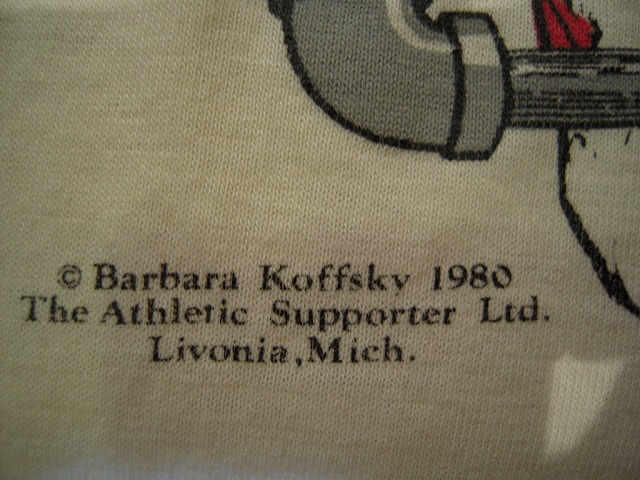 © Barbara Koffsky 1980
The Athletic Supporter Ltd.
Livonia, Mich.